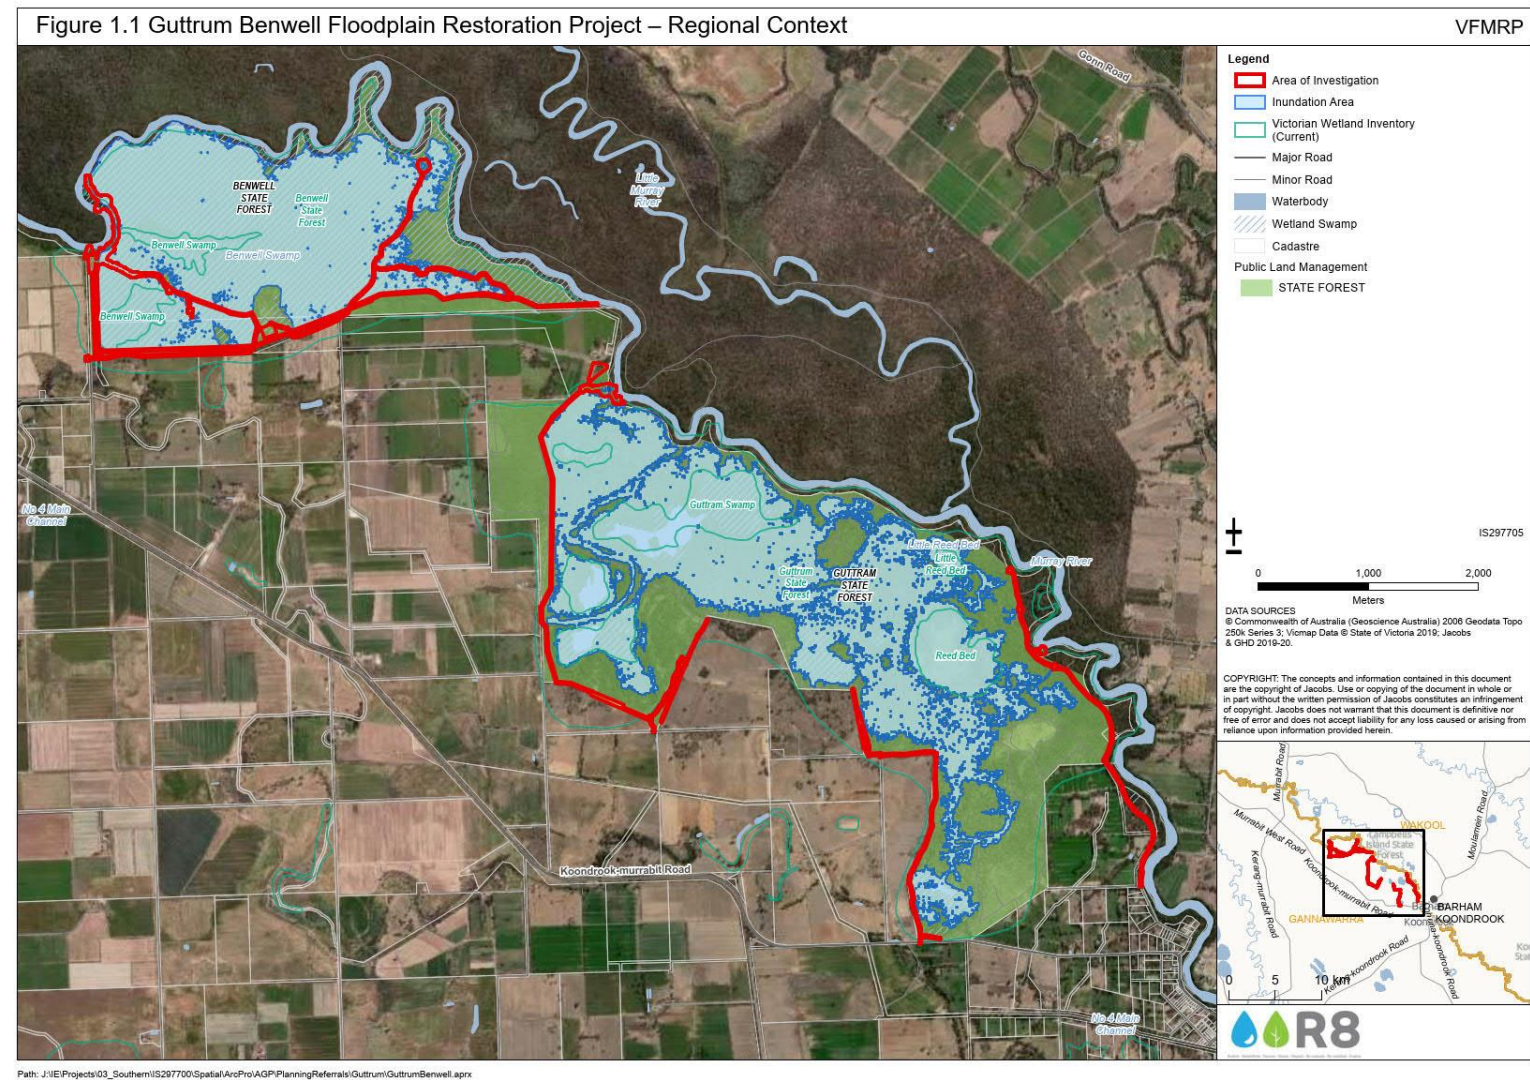 Figure 1.1 Guttrum Benwell Floodplain Restoration Project – Regional Context
VFMRP
Gonn Road
Little
Murray
River
BENWELL
STATE
FOREST
Benwell
State
Forest
Benwell Swamp
Benwell Swamp
Benwell Swamp
No 4 Main
Channel
Guttram Swamp
Little Reed Bed
Little
Reed Bed
Murray River
Guttrum
State
Forest
GUTTRAM
STATE
FOREST
Reed Bed
Koondrook-murrabit Road
No 4 Main
Channel
Legend
Area of Investigation
Inundation Area
Victorian Wetland Inventory
(Current)
Major Road
Minor Road
Waterbody
Wetland Swamp
Cadastre
Public Land Management
STATE FOREST
IS297705
0 1,000 2,000
Meters
DATA SOURCES
© Commonwealth of Australia (Geoscience Australia) 2006 Geodata Topo
250k Series 3; Vicmap Data © State of Victoria 2019; Jacobs
& GHD 2019-20.
COPYRIGHT: The concepts and information contained in this document
are the copyright of Jacobs. Use or copying of the document in whole or
in part without the written permission of Jacobs constitutes an infringement
of copyright. Jacobs does not warrant that this document is definitive nor
free of error and does not accept liability for any loss caused or arising from
reliance upon information provided herein.
Murrabit Road
Murrabit West Road
WAKOOL
Campbells
Island State
Forest
Moulamein Road
Kerang-murrabit Road
Koondrook-murrabit Road
BARHAM
KOONDROOK
GANNAWARRA
0 5 10 km
R8
Path: J:\IE\Projects\03_Southern\IS297700\Spatial\ArcPro\AGP\PlanningReferrals\Guttrum\GuttrumBenwell.aprx